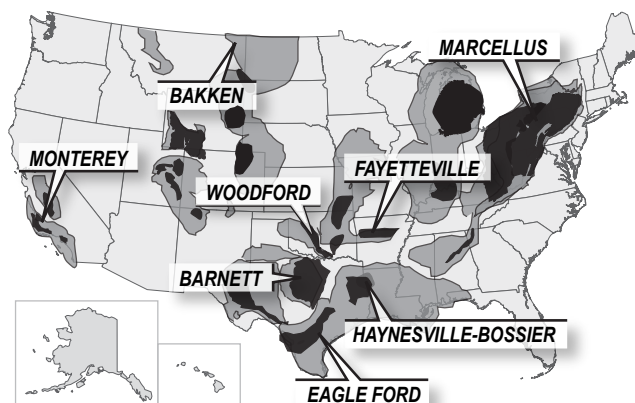 MARCELLUS
BAKKEN
MONTEREY
FAYETTEVILLE
WOODFORD
BARNETT
HAYNESVILLE-BOSSIER
EAGLE FORD